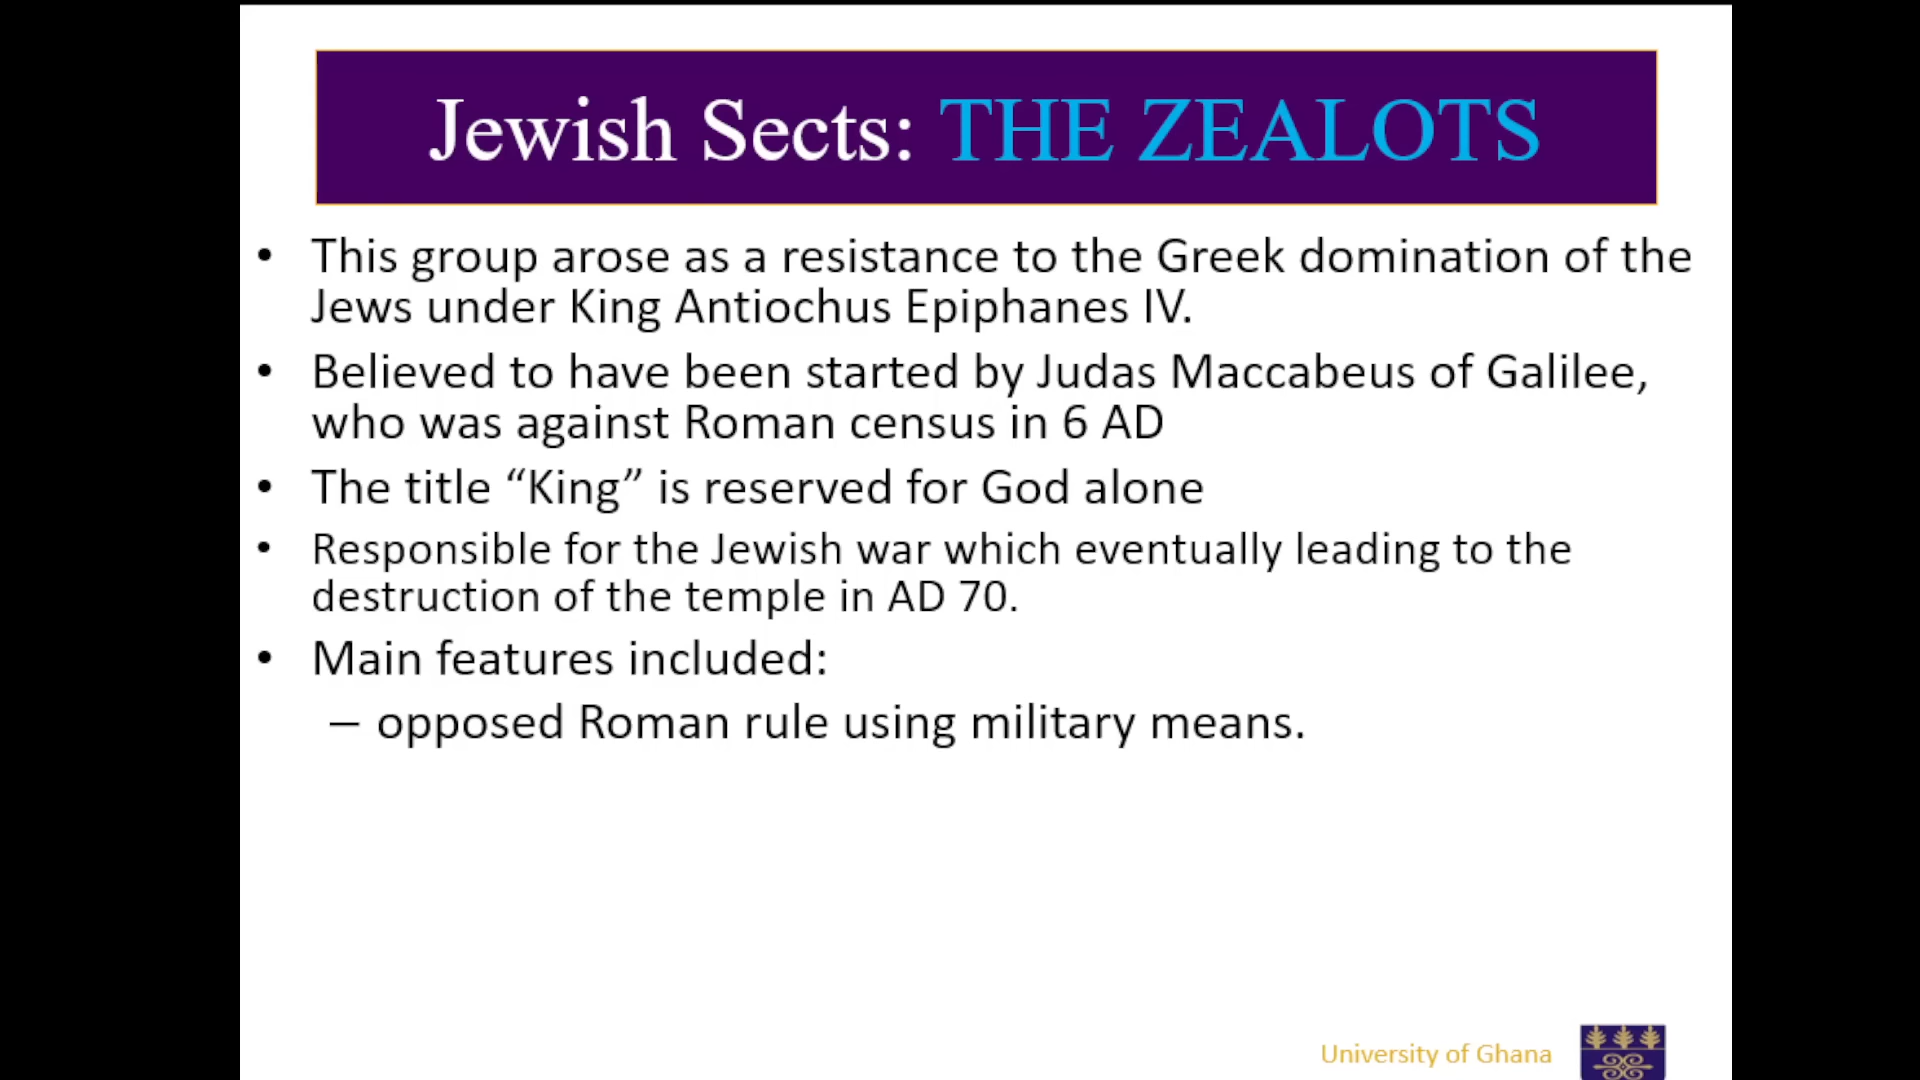 Jewish Sects: THE ZEALOTS
• This group arose as a resistance to the Greek domination of the
Jews under King Antiochus Epiphanes IV.
• Believed to have been started by Judas Maccabeus of Galilee,
who was against Roman census in 6 AD
• The title “King” is reserved for God alone
• Responsible for the Jewish war which eventually leading to the
destruction of the temple in AD 70.
• Main features included:
– opposed Roman rule using military means.
University of Ghana